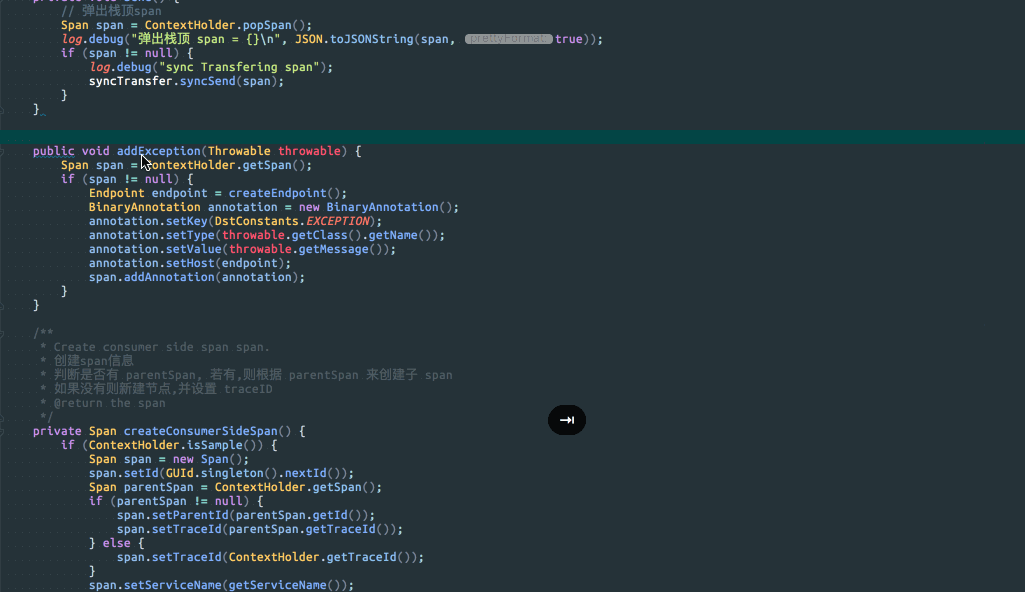 // 弹出栈顶span
Span span = ContextHolder.popSpan();
log.debug("弹出栈顶 span = {}\n", JSON.toJSONString(span, prettyFormat: true));
if (span != null) {
log.debug("sync Transfering span");
syncTransfer.syncSend(span);
}
}
public void addException(Throwable throwable) {
Span span = ContextHolder.getSpan();
if (span != null) {
Endpoint endpoint = createEndpoint();
BinaryAnnotation annotation = new BinaryAnnotation();
annotation.setKey(DstConstants.EXCEPTION);
annotation.setType(throwable.getClass().getName());
annotation.setValue(throwable.getMessage());
annotation.setHost(endpoint);
span.addAnnotation(annotation);
}
}
/**
* Create consumer side span span.
* 创建span信息
* 判断是否有 parentSpan, 若有,则根据 parentSpan 来创建子 span
* 如果没有则新建节点,并设置 traceID
* @return the span
*/
private Span createConsumerSideSpan() {
if (ContextHolder.isSample()) {
Span span = new Span();
span.setId(GUId.singleton().nextId());
Span parentSpan = ContextHolder.getSpan();
if (parentSpan != null) {
span.setParentId(parentSpan.getId());
span.setTraceId(parentSpan.getTraceId());
} else {
span.setTraceId(ContextHolder.getTraceId());
}
span.setServiceName(getServiceName());